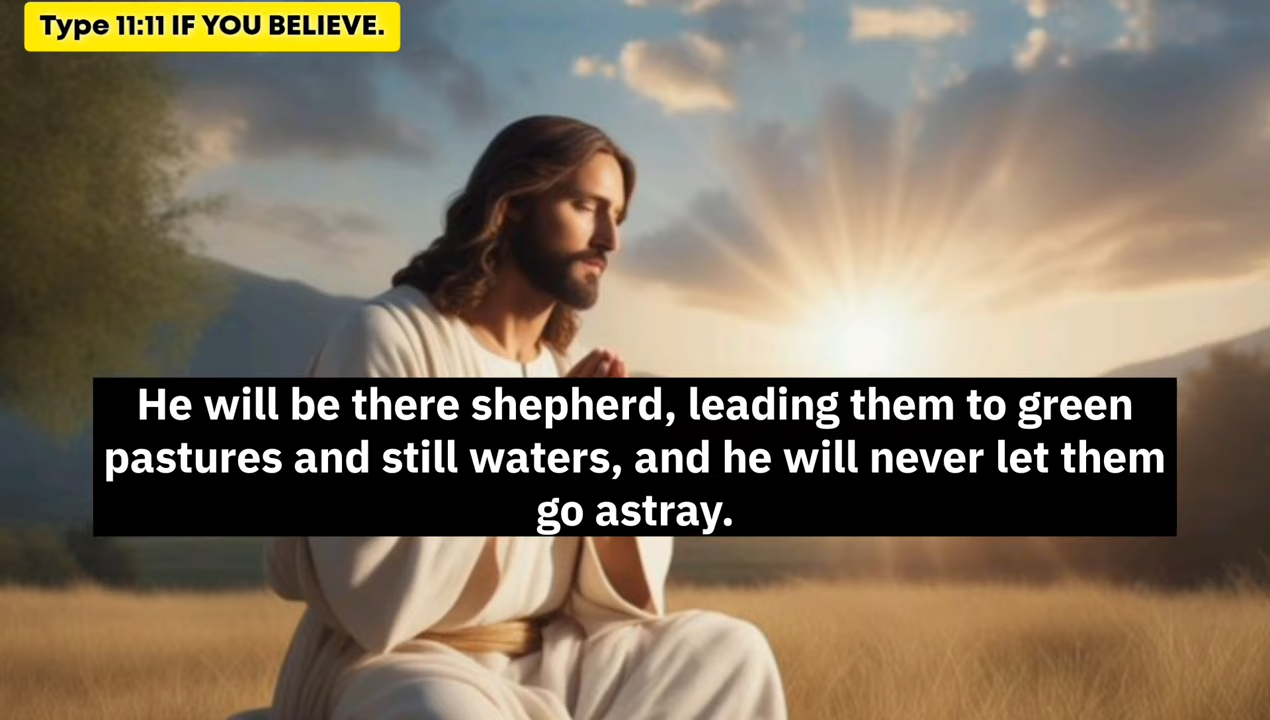 Type 11:11 IF YOU BELIEVE.
He will be there shepherd, leading them to green
pastures and still waters, and he will never let them
go astray.